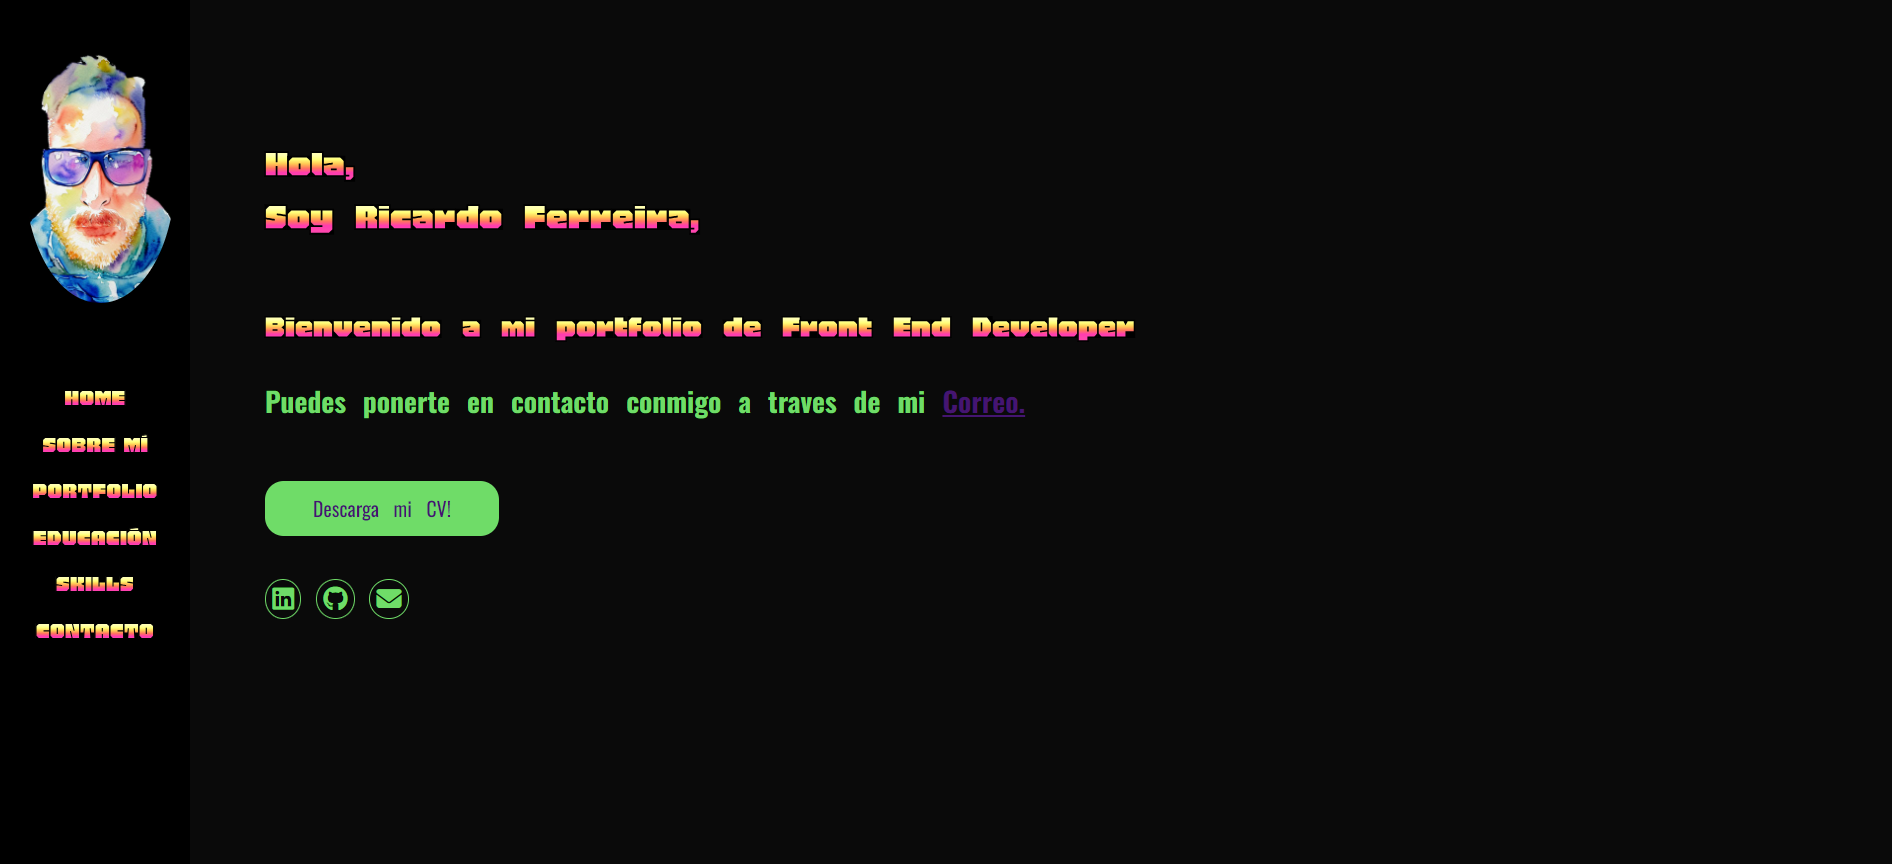 HOME
SOBRE MÍ
PORTFOLIO
EDUCACIÓN
SKILLS
CONTACTO
Hola,
Soy Ricardo Ferreira,
Bienvenido a mi portfolio de Front End Developer
Puedes ponerte en contacto conmigo a traves de mi Correo.
Descarga mi CV!
in